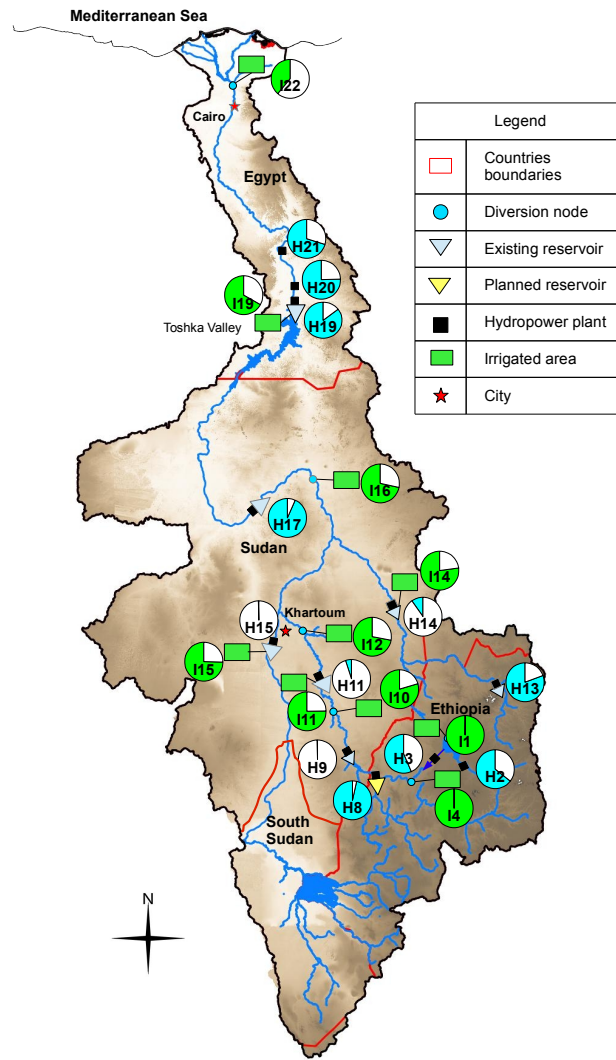 Mediterranean Sea
I22
Cairo
Egypt
H21
H20
I19
Toshka Valley
H19
I16
H17
Sudan
I14
H15
Khartoum
H14
I12
I15
H11
I10
H13
I11
Ethiopia
I1
H9
H3
H2
H8
I4
South
Sudan
N
Legend
Countries
boundaries
Diversion node
Existing reservoir
Planned reservoir
Hydropower plant
Irrigated area
City